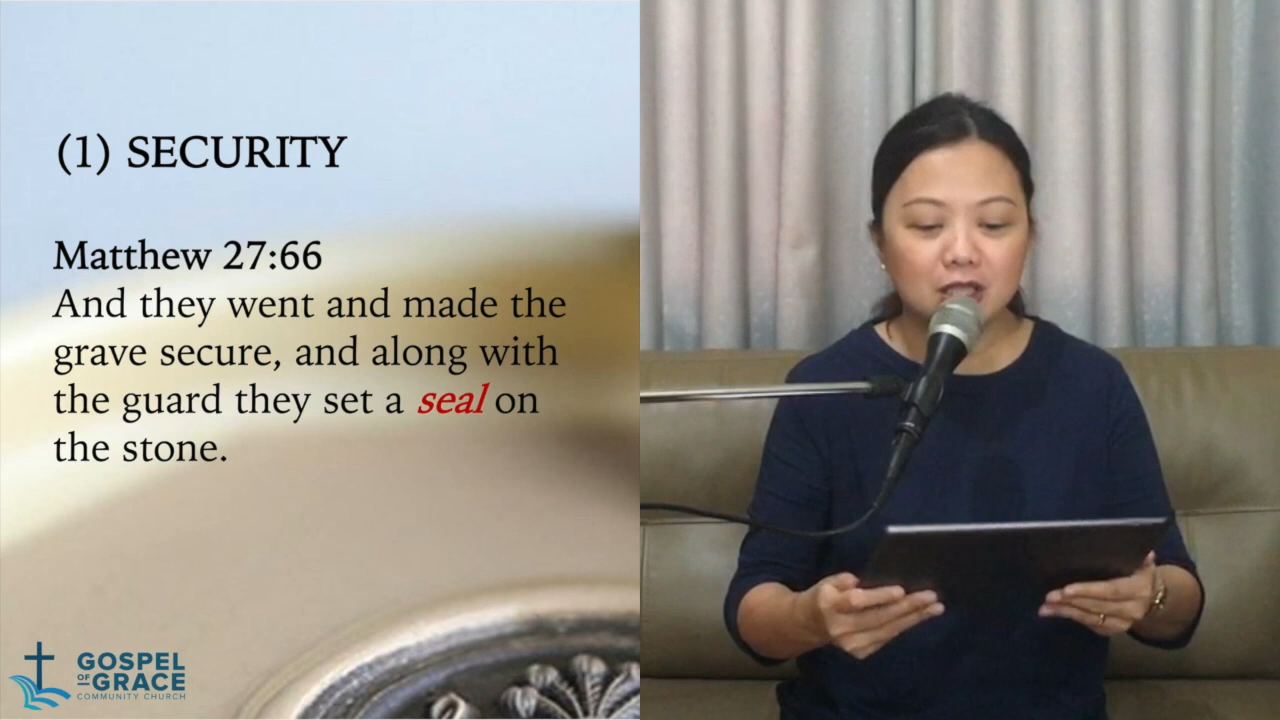 (1) SECURITY
Matthew 27:66
And they went and made the
grave secure, and along with
the guard they set a seal on
the stone.
GOSPEL
OF GRACE
COMMUNITY CHURCH